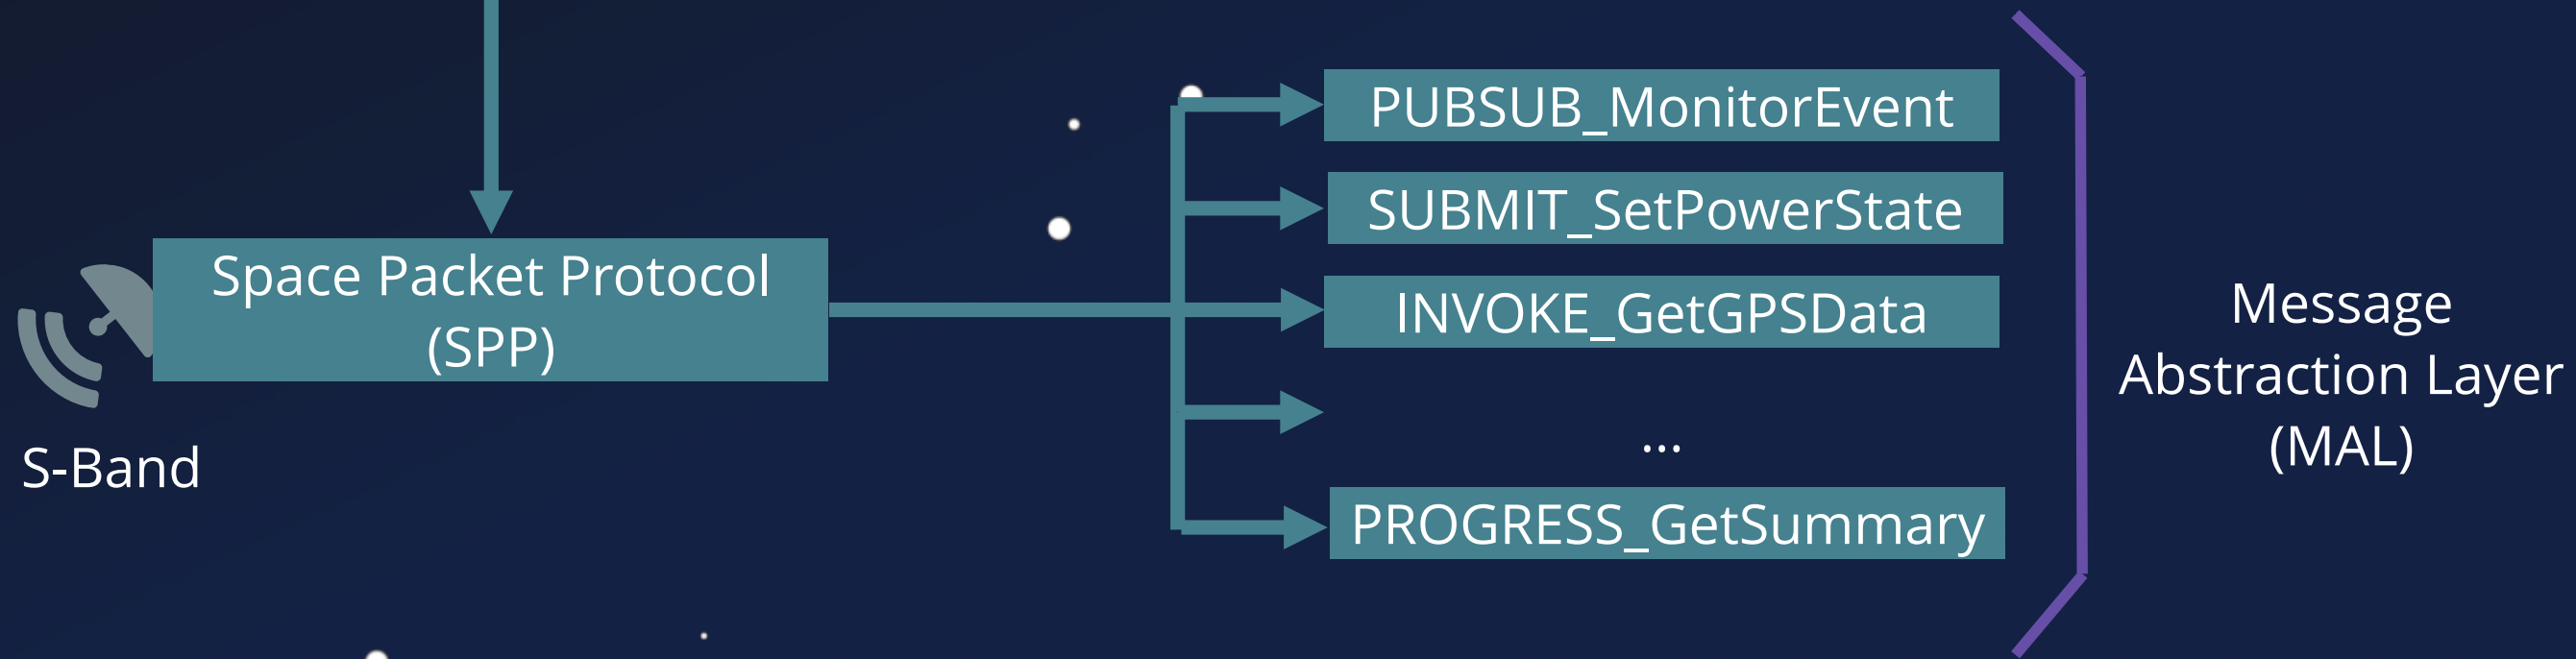 Space Packet Protocol
(SPP)
S-Band
PUBSUB_MonitorEvent
SUBMIT_SetPowerState
INVOKE_GetGPSData
...
PROGRESS_GetSummary
Message
Abstraction Layer
(MAL)